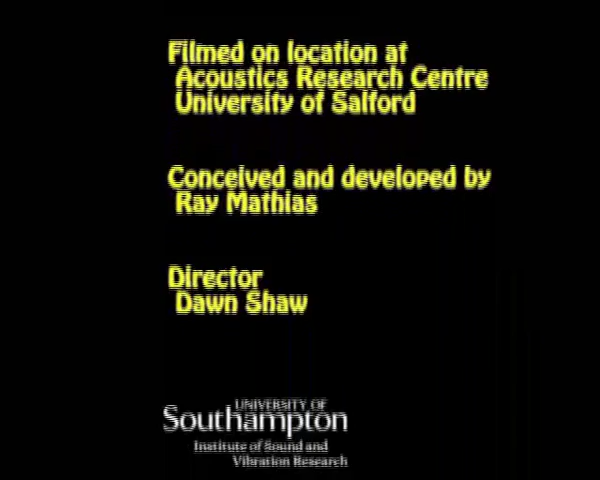 Filmed on location at
Acoustics Research Centre
University of Salford
Conceived and developed by
Ray Mathias
Director
Dawn Shaw
UNIVERSITY OF
Southampton
Institute of Sound and
Vibration Research